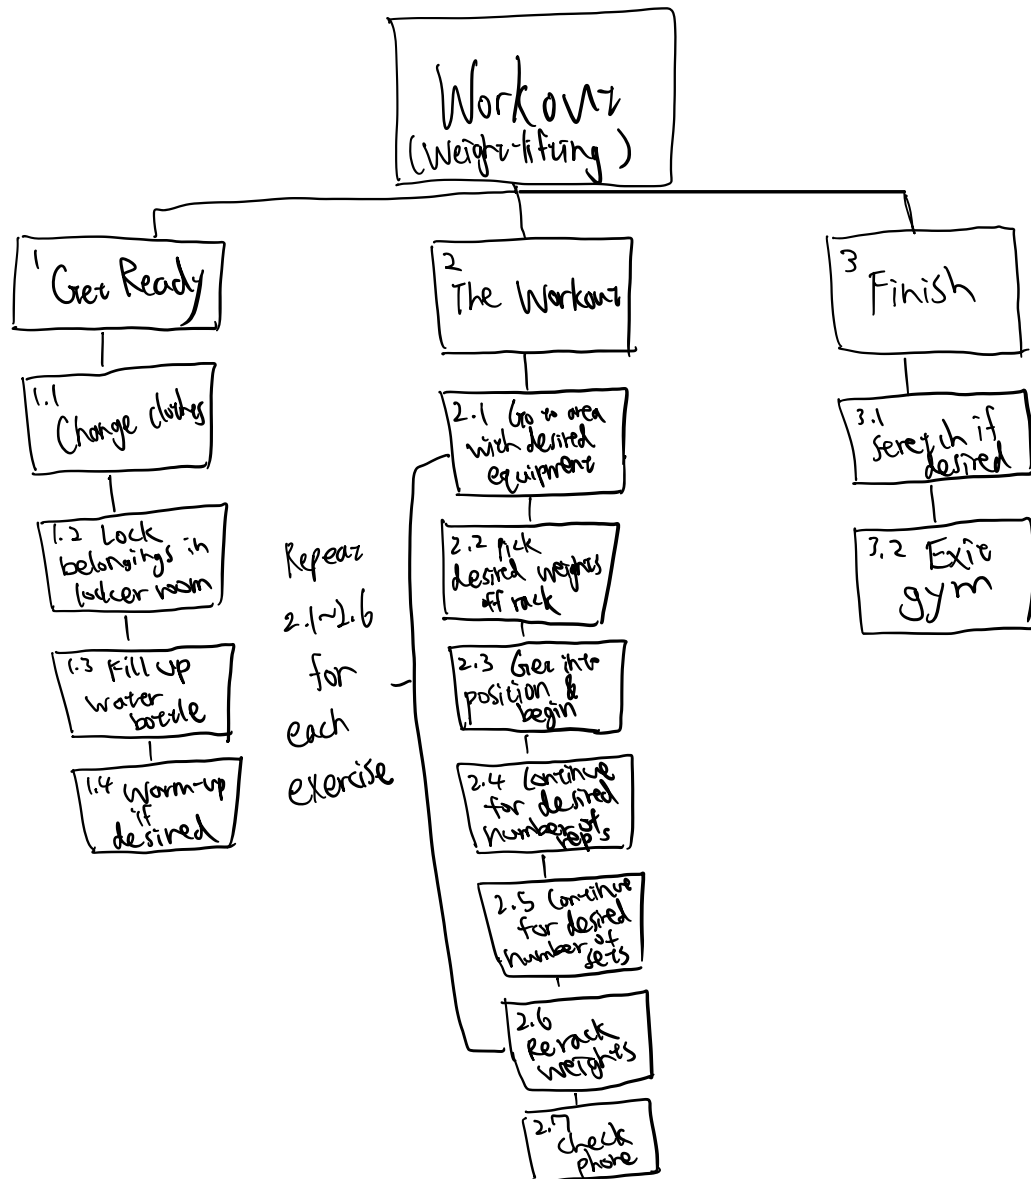 Workout
(Weight-lifting)
1
Get Ready
1.1
Change clothes
1.2 Lock
belongings in
locker room
1.3 Fill up
water
bottle
1.4 Warm-up
if
desired
2
The Workout
2.1 Go to area
with desired
equipment
2.2 Pick
desired weights
off rack
2.3 Get into
position &
begin
2.4 Continue
for desired
number of
reps
2.5 Continue
for desired
number of
sets
2.6
Rerack
weights
2.7
Check
phone
Repeat
2.1~2.6
for
each
exercise
3
Finish
3.1
Stretch if
desired
3.2 Exit
gym